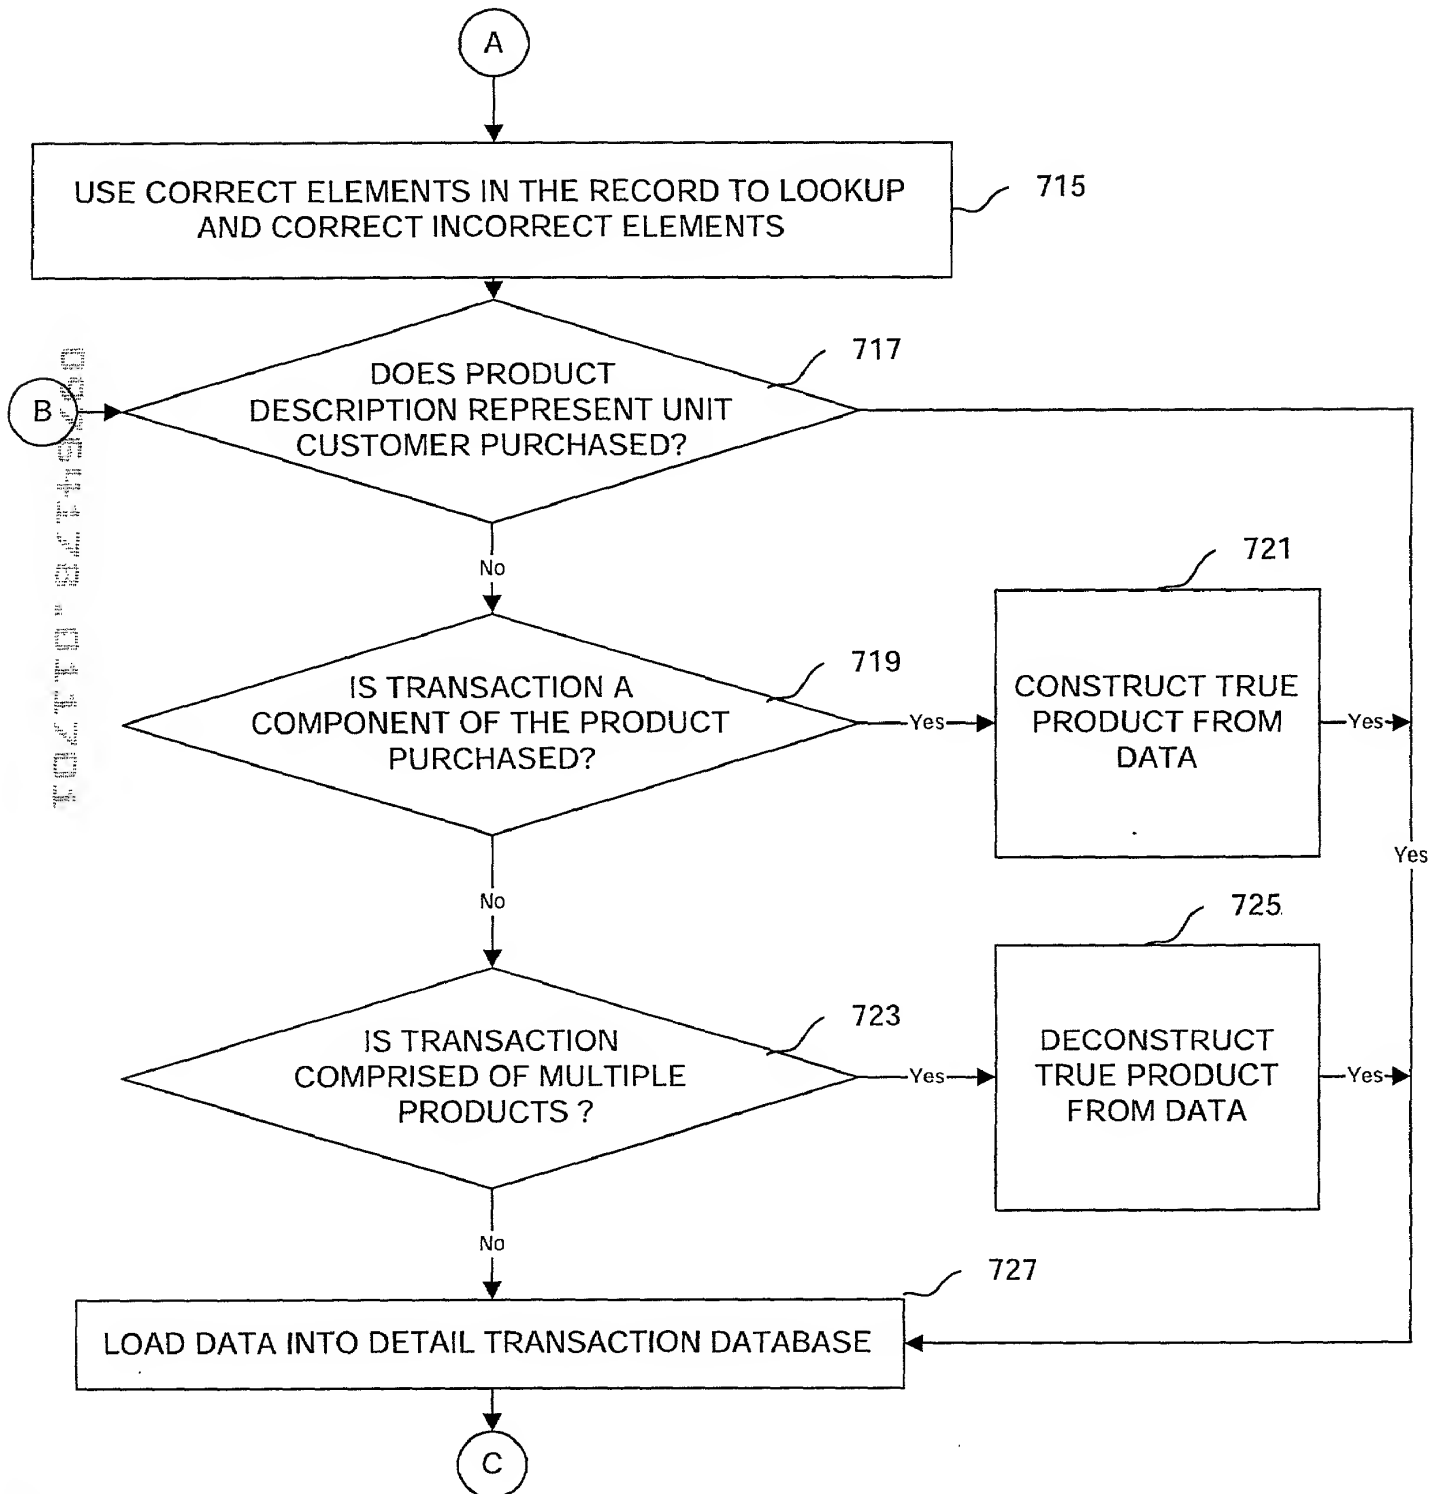 A
USE CORRECT ELEMENTS IN THE RECORD TO LOOKUP
AND CORRECT INCORRECT ELEMENTS
715
B
DOES PRODUCT
DESCRIPTION REPRESENT UNIT
CUSTOMER PURCHASED?
717
No
IS TRANSACTION A
COMPONENT OF THE PRODUCT
PURCHASED?
719
Yes
CONSTRUCT TRUE
PRODUCT FROM
DATA
721
Yes
Yes
No
IS TRANSACTION
COMPRISED OF MULTIPLE
PRODUCTS ?
723
Yes
DECONSTRUCT
TRUE PRODUCT
FROM DATA
725
Yes
No
LOAD DATA INTO DETAIL TRANSACTION DATABASE
727
C